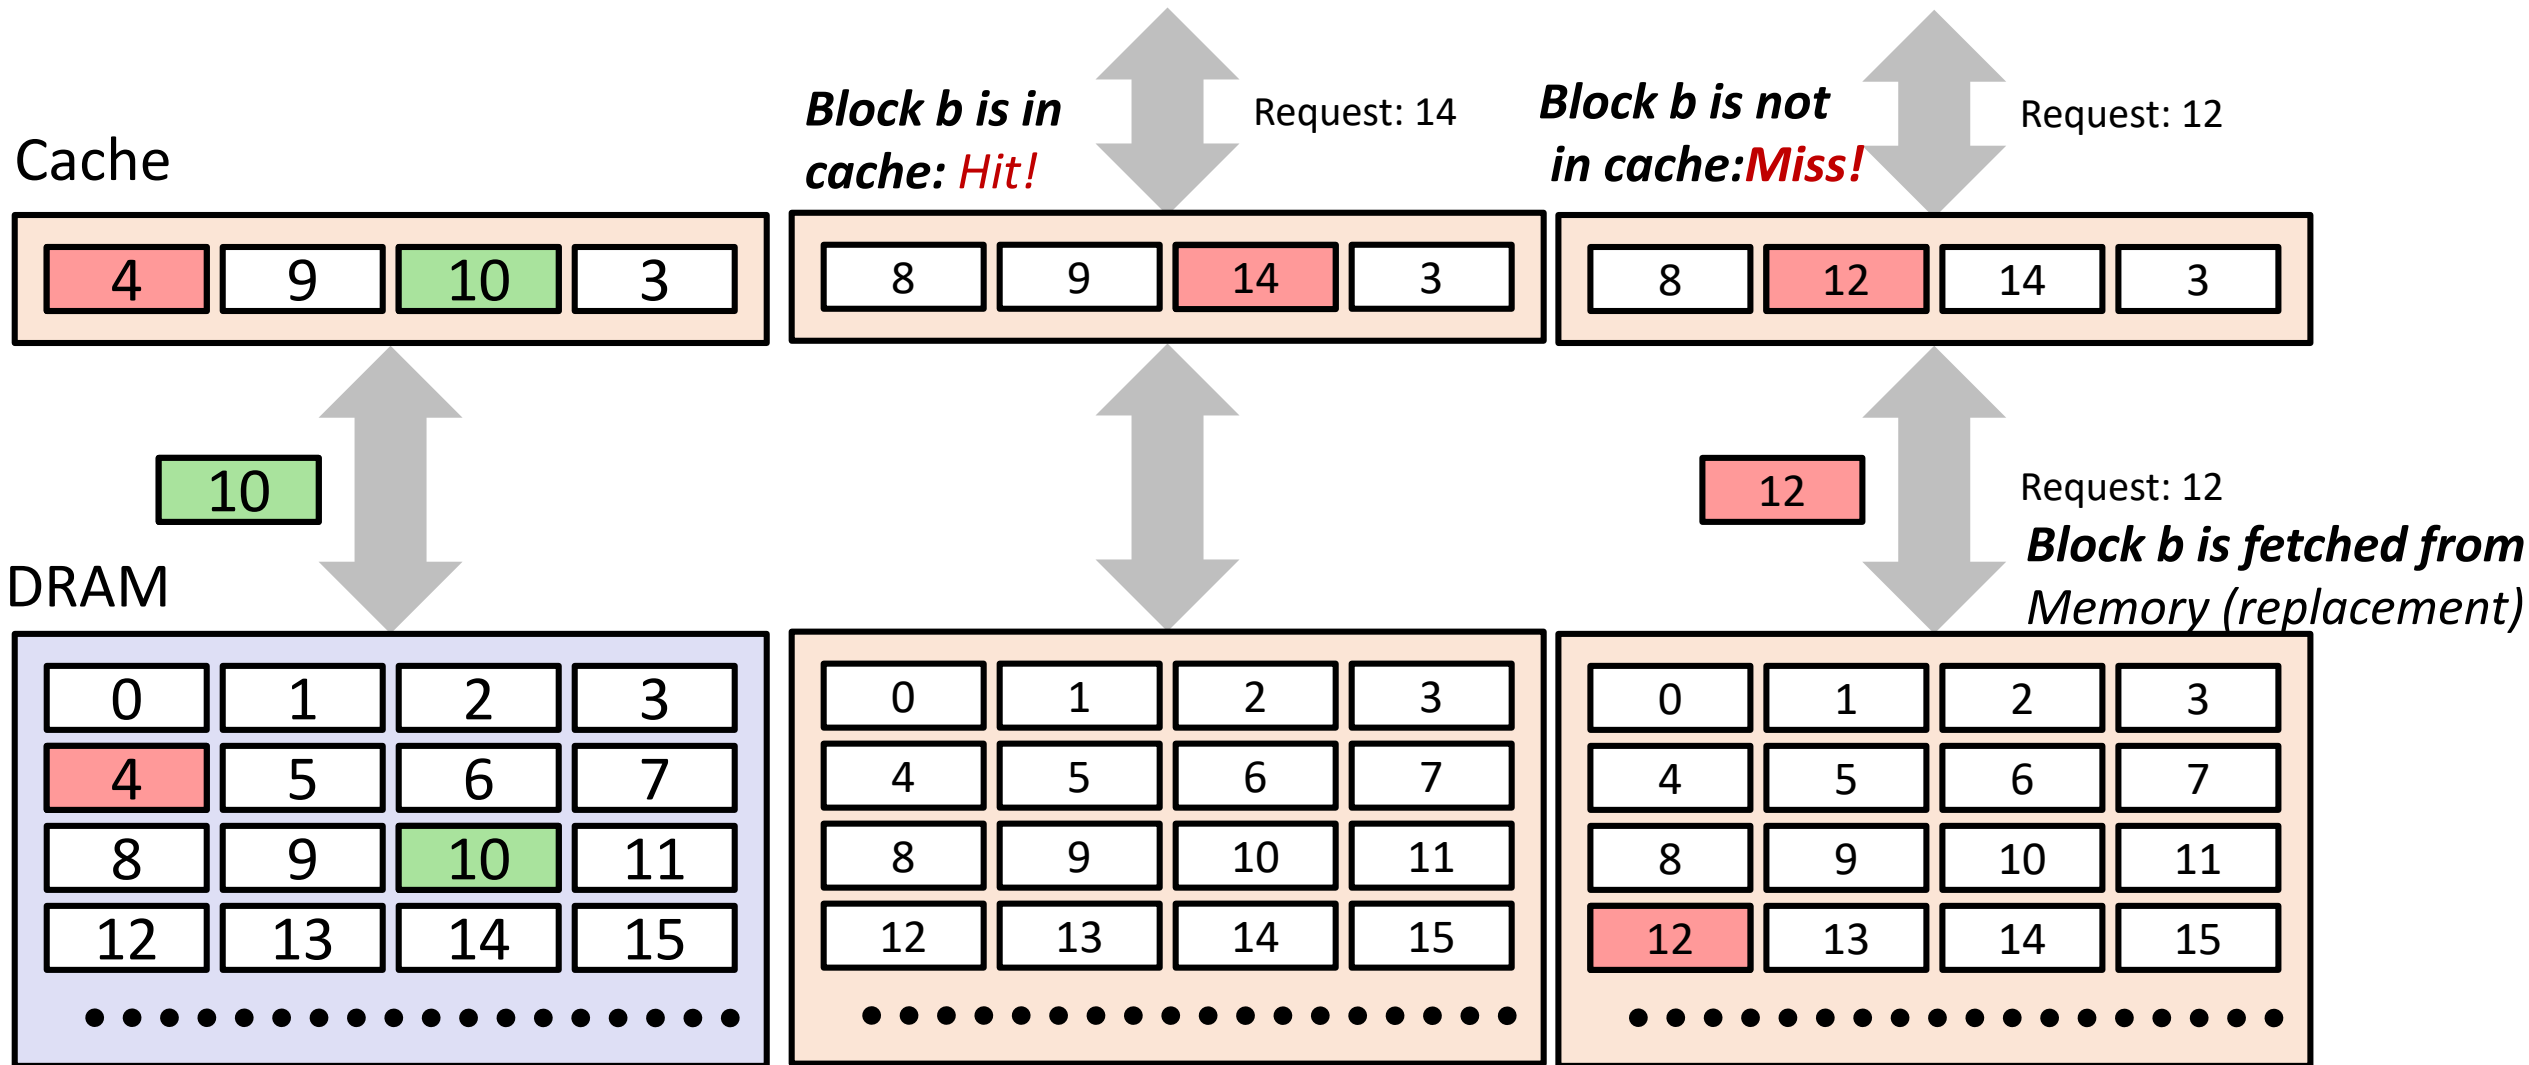 Cache
4 9 10 3
10
DRAM
0 1 2 3
4 5 6 7
8 9 10 11
12 13 14 15
Block b is in
cache: Hit!
Request: 14
8 9 14 3
0 1 2 3
4 5 6 7
8 9 10 11
12 13 14 15
Block b is not
in cache:Miss!
Request: 12
8 12 14 3
12
Request: 12
Block b is fetched from
Memory (replacement)
0 1 2 3
4 5 6 7
8 9 10 11
12 13 14 15